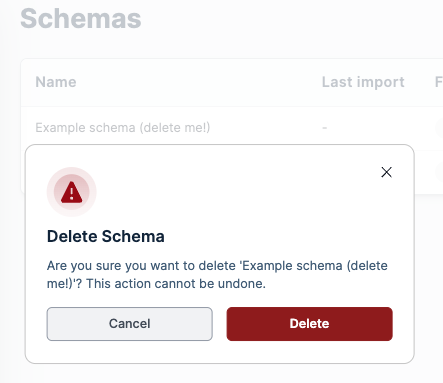 Schemas
Name
Last import
F
Example schema (delete me!)
-
Delete Schema
Are you sure you want to delete 'Example schema (delete
me!)'? This action cannot be undone.
Cancel
Delete